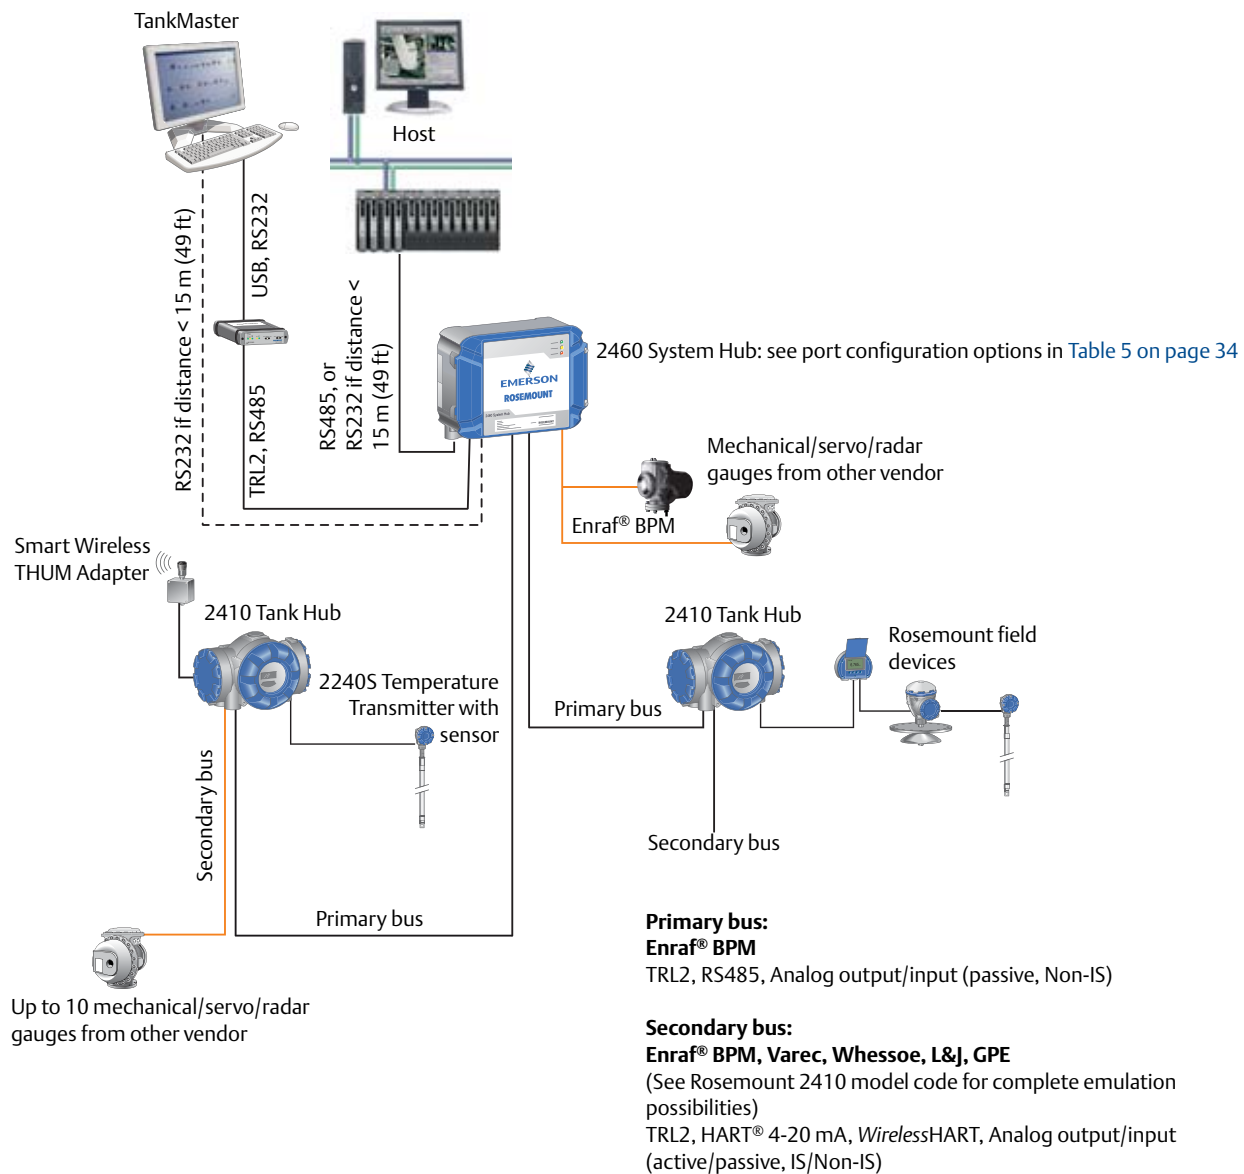 TankMaster
Host
RS232 if distance < 15 m (49 ft)
USB, RS232
TRL2, RS485
RS485, or
RS232 if distance <
15 m (49 ft)
EMERSON
ROSEMOUNT
2460 System Hub: see port configuration options in Table 5 on page 34
Mechanical/servo/radar
gauges from other vendor
Enraf® BPM
Smart Wireless
THUM Adapter
2410 Tank Hub
2240S Temperature
Transmitter with
sensor
2410 Tank Hub
Rosemount field
devices
Primary bus
Secondary bus
Secondary bus
Primary bus
Up to 10 mechanical/servo/radar
gauges from other vendor
Primary bus:
Enraf® BPM
TRL2, RS485, Analog output/input (passive, Non-IS)
Secondary bus:
Enraf® BPM, Varec, Whessoe, L&J, GPE
(See Rosemount 2410 model code for complete emulation
possibilities)
TRL2, HART® 4-20 mA, WirelessHART, Analog output/input
(active/passive, IS/Non-IS)